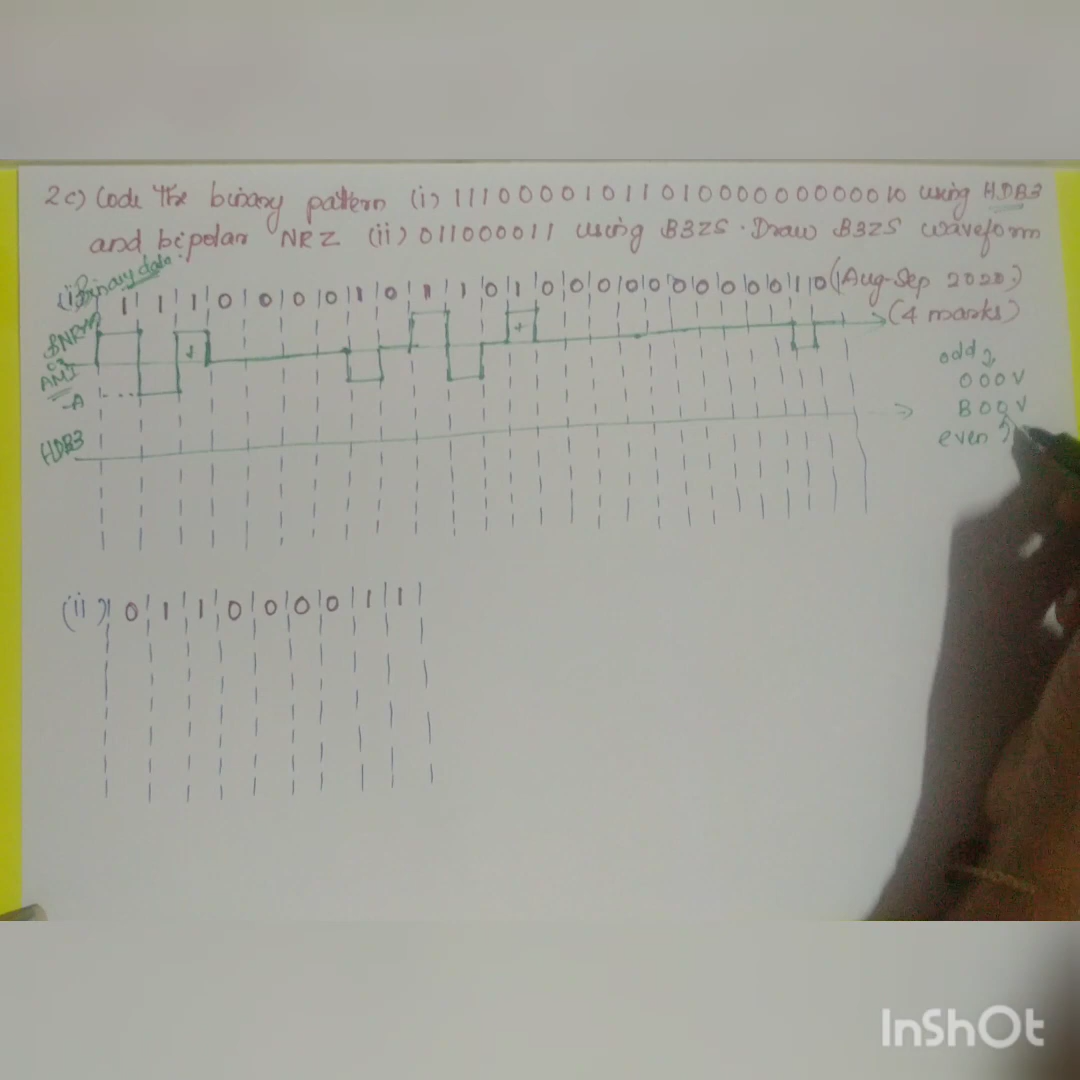 2c) Code the binary pattern (i) 1110000101101000000000010 using HDB3
and bipolar NRZ (ii) 011000011 using B3ZS. Draw B3ZS waveform
(i) Binary data: 1 1 1 0 0 0 0 1 0 1 1 0 1 0 0 0 0 0 0 0 0 0 0 1 0 (Aug-Sep 2020)
(4 marks)
BNRZ
or
AMI
+
+
-A
odd
000V
B00V
even
HDB3
(ii) 0 1 1 0 0 0 0 1 1
InShOt